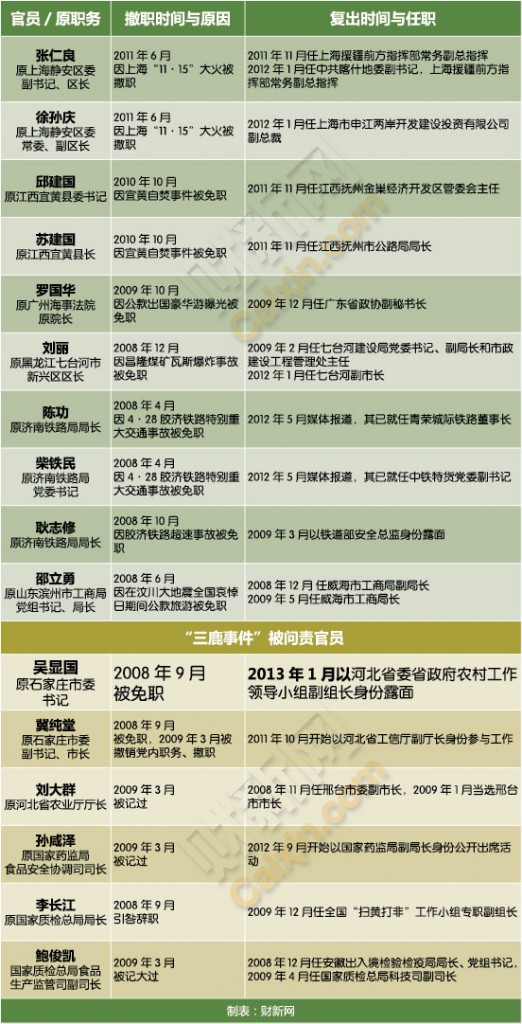 官员 / 原职务 撤职时间与原因 复出时间与任职
张仁良
原上海静安区委
副书记、区长
2011 年 6 月
因上海“11·15”大火被
撤职
2011 年 11 月任上海援疆前方指挥部常务副总指挥
2012 年 1 月任中共喀什地委副书记，上海援疆前方指
挥部常务副总指挥
徐孙庆
原上海静安区委
常委、副区长
2011 年 6 月
因上海“11·15”大火被
撤职
2012 年 1 月任上海市申江两岸开发建设投资有限公司
副总裁
邱建国
原江西宜黄县委书记
2010 年 10 月
因宜黄自焚事件被免职
2011 年 11 月任江西抚州金巢经济开发区管委会主任
苏建国
原江西宜黄县长
2010 年 10 月
因宜黄自焚事件被免职
2011 年 11 月任江西抚州市公路局局长
罗国华
原广州海事法院
原院长
2009 年 10 月
因公款出国豪华游曝光被
免职
2009 年 12 月任广东省政协副秘书长
刘丽
原黑龙江七台河市
新兴区区长
2008 年 12 月
因昌隆煤矿瓦斯爆炸事故
被免职
2009 年 2 月任七台河建设局党委书记、副局长和市政
建设工程管理处主任
2012 年 1 月任七台河副市长
陈功
原济南铁路局局长
2008 年 4 月
因 4·28 胶济铁路特别重
大交通事故被免职
2012 年 5 月媒体报道，其已就任青荣城际铁路董事长
柴铁民
原济南铁路局
党委书记
2008 年 4 月
因 4·28 胶济铁路特别重
大交通事故被免职
2012 年 5 月媒体报道，其已就任中铁特货党委副书记
耿志修
原济南铁路局局长
2008 年 10 月
因胶济铁路超速事故被免
职
2009 年 3 月以铁道部安全总监身份露面
邵立勇
原山东滨州市工商局
党组书记、局长
2008 年 6 月
因在汶川大地震全国哀悼
日期间公款旅游被免职
2008 年 12 月 任威海市工商局副局长
2009 年 5 月任威海市工商局长
“三鹿事件”被问责官员
吴显国
原石家庄市委
书记
2008 年 9 月
被免职
2013 年 1 月以河北省委省政府农村工作
领导小组副组长身份露面
冀纯堂
原石家庄市委
副书记、市长
2008 年 9 月
被免职，2009 年 3 月被
撤销党内职务、撤职
2011 年 10 月开始以河北省工信厅副厅长身份参与工作
刘大群
原河北省农业厅厅长
2009 年 3 月
被记过
2008 年 11 月任邢台市委副市长，2009 年 1 月当选邢台
市市长
孙咸泽
原国家药监局
食品安全协调司司长
2009 年 3 月
被记过
2012 年 9 月开始以国家药监局副局长身份公开出席活
动
李长江
原国家质检总局局长
2008 年 9 月
引咎辞职
2009 年 12 月任全国“扫黄打非”工作小组专职副组长
鲍俊凯
国家质检总局食品
生产监管司副司长
2009 年 3 月
被记大过
2008 年 12 月任安徽出入境检验检疫局局长、党组书记，
2009 年 4 月任国家质检总局科技司副司长
制表：财新网
财新网
Caixin.com
财新网
Caixin.com